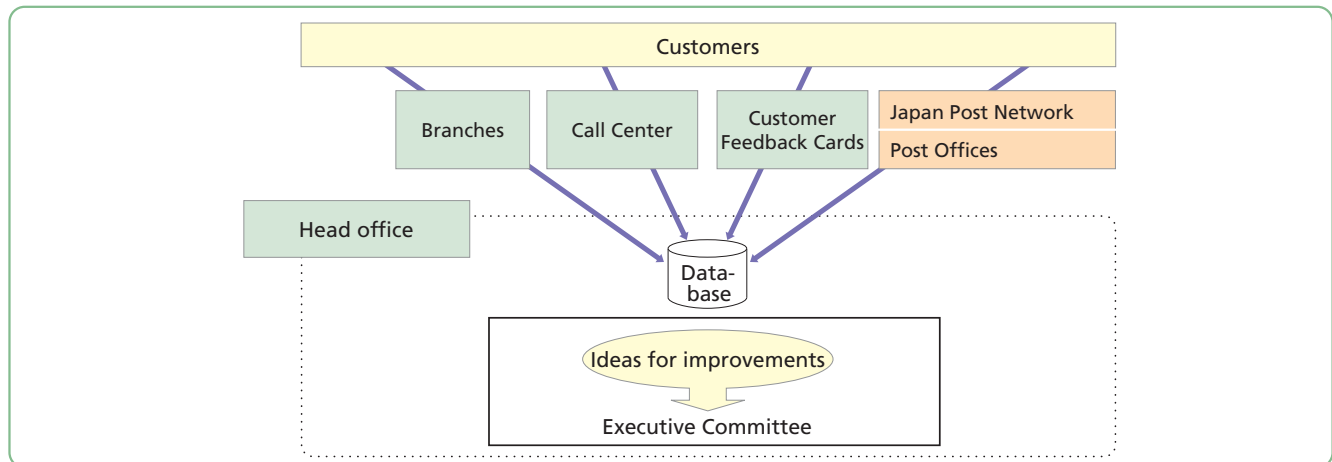 Customers
Branches
Call Center
Customer
Feedback Cards
Japan Post Network
Post Offices
Head office
Data-
base
Ideas for improvements
Executive Committee